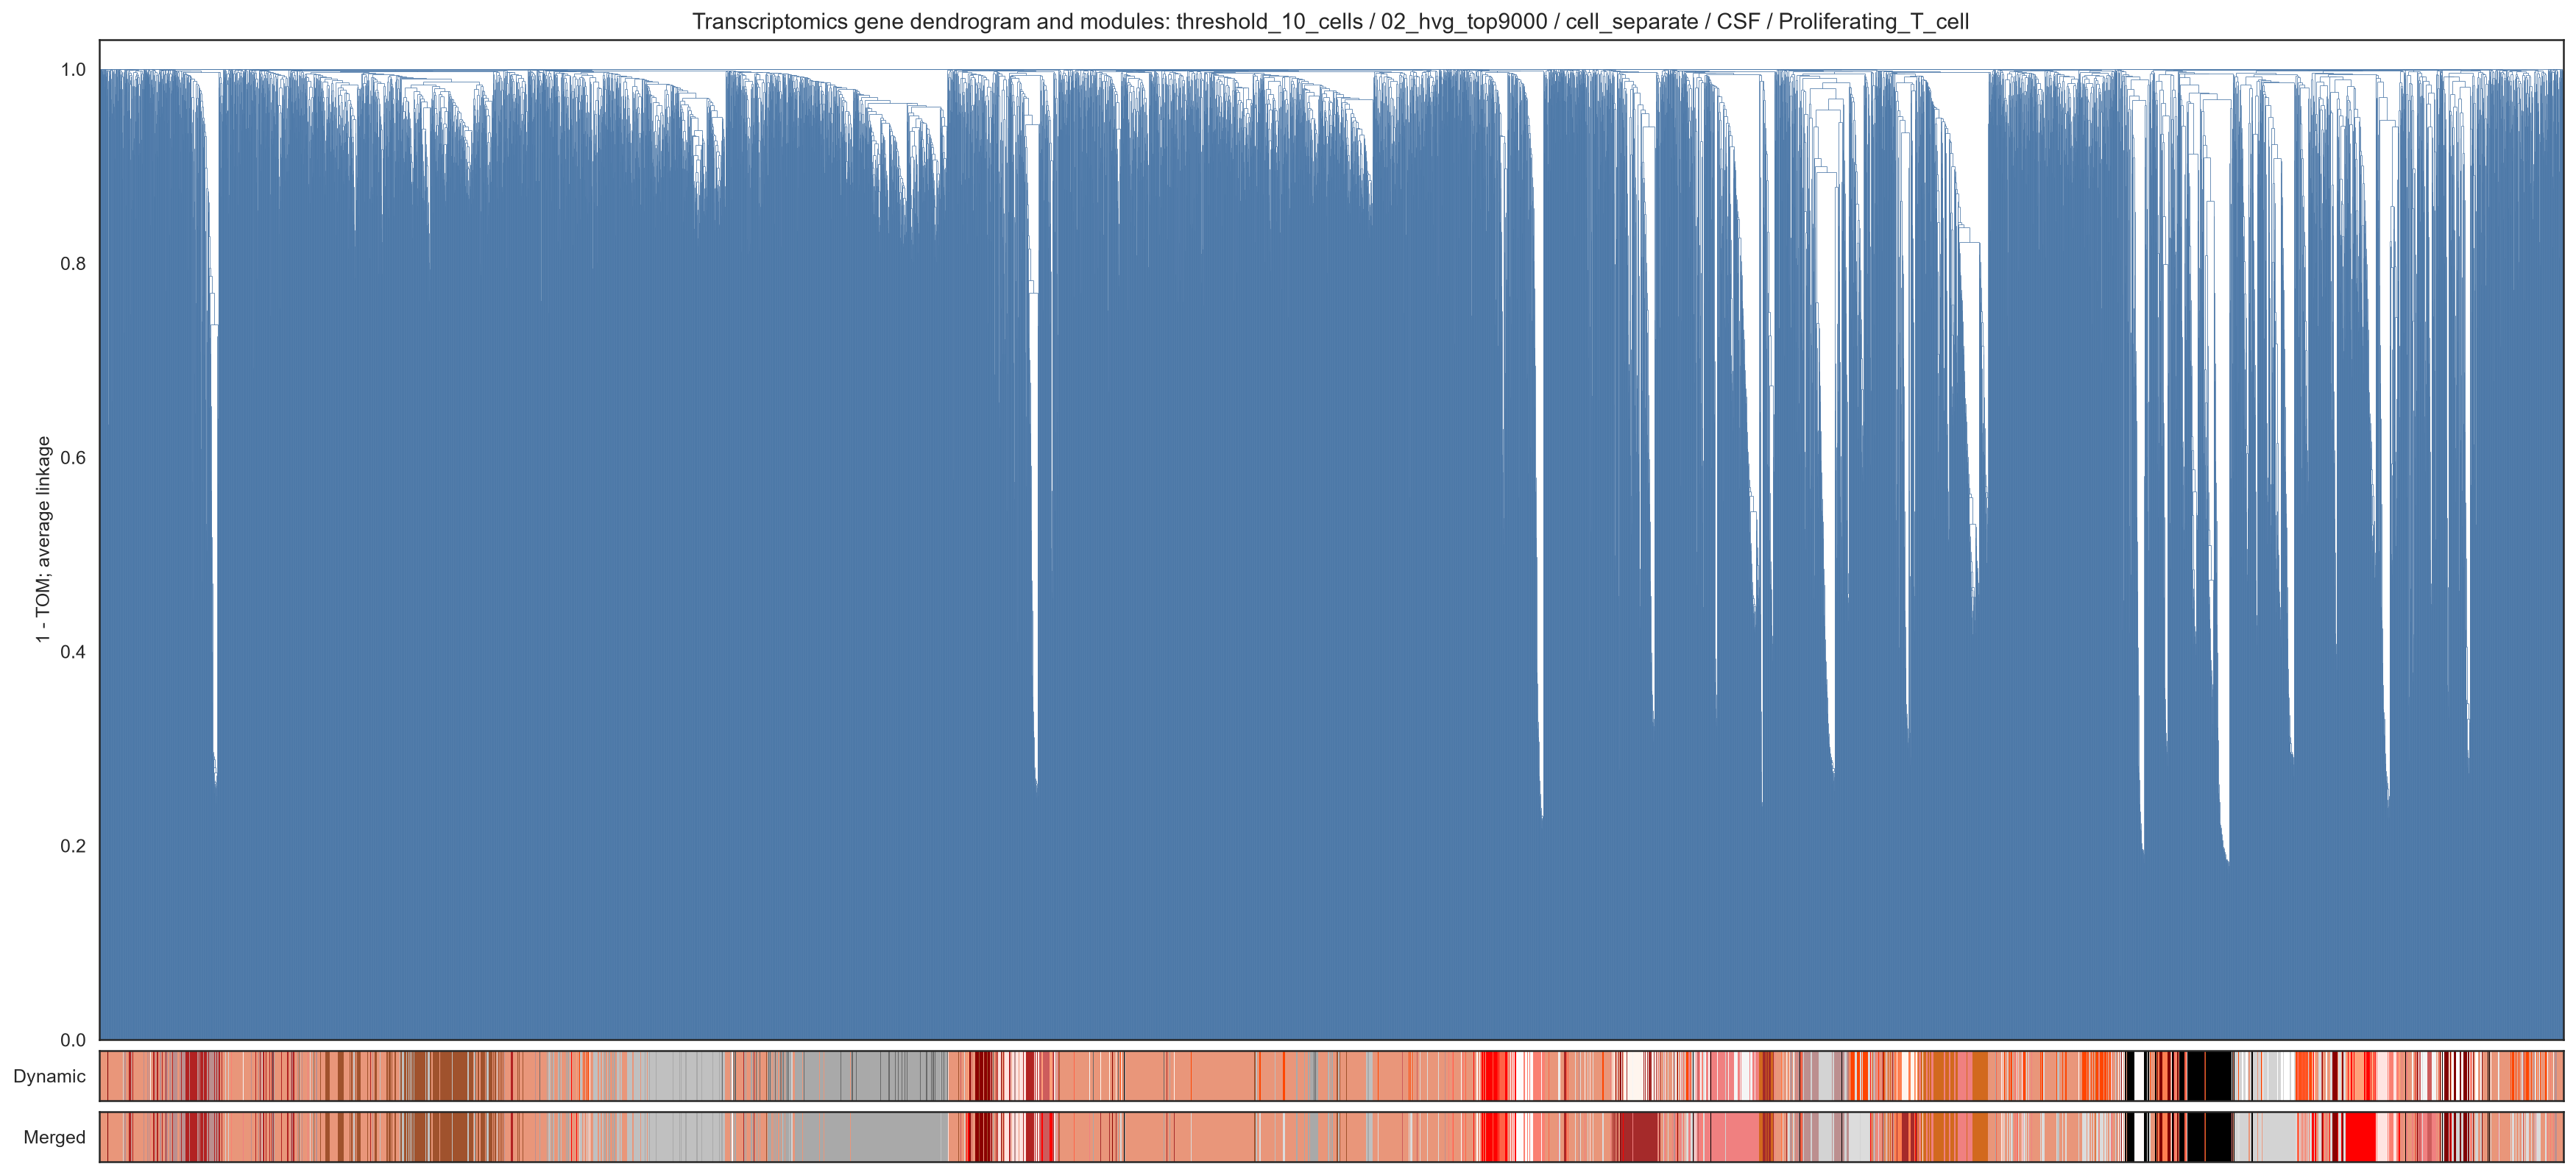 Transcriptomics gene dendrogram and modules: threshold_10_cells / 02_hvg_top9000 / cell_separate / CSF / Proliferating_T_cell
1 - TOM; average linkage
1.0
0.8
0.6
0.4
0.2
0.0
Dynamic
Merged